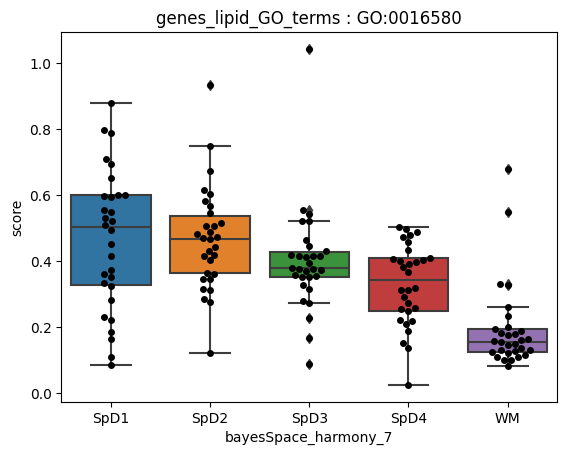 genes_lipid_GO_terms : GO:0016580
score
1.0
0.8
0.6
0.4
0.2
0.0
SpD1 SpD2 SpD3 SpD4 WM
bayesSpace_harmony_7